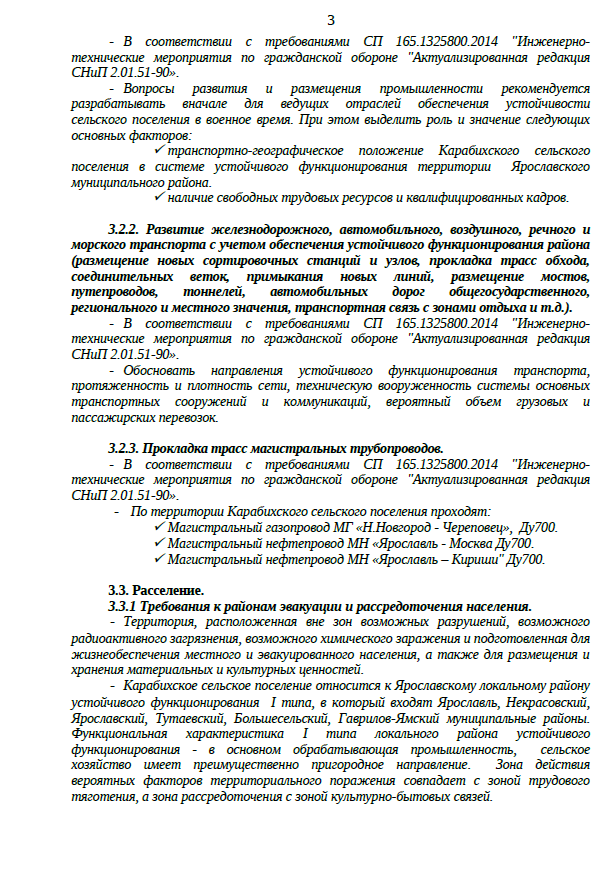 3
- В соответствии с требованиями СП 165.1325800.2014 "Инженерно-
технические мероприятия по гражданской обороне "Актуализированная редакция
СНиП 2.01.51-90».
- Вопросы развития и размещения промышленности рекомендуется
разрабатывать вначале для ведущих отраслей обеспечения устойчивости
сельского поселения в военное время. При этом выделить роль и значение следующих
основных факторов:
✓ транспортно-географическое положение Карабихского сельского
поселения в системе устойчивого функционирования территории Ярославского
муниципального района.
✓ наличие свободных трудовых ресурсов и квалифицированных кадров.
3.2.2. Развитие железнодорожного, автомобильного, воздушного, речного и
морского транспорта с учетом обеспечения устойчивого функционирования района
(размещение новых сортировочных станций и узлов, прокладка трасс обхода,
соединительных веток, примыкания новых линий, размещение мостов,
путепроводов, тоннелей, автомобильных дорог общегосударственного,
регионального и местного значения, транспортная связь с зонами отдыха и т.д.).
- В соответствии с требованиями СП 165.1325800.2014 "Инженерно-
технические мероприятия по гражданской обороне "Актуализированная редакция
СНиП 2.01.51-90».
- Обосновать направления устойчивого функционирования транспорта,
протяженность и плотность сети, техническую вооруженность системы основных
транспортных сооружений и коммуникаций, вероятный объем грузовых и
пассажирских перевозок.
3.2.3. Прокладка трасс магистральных трубопроводов.
- В соответствии с требованиями СП 165.1325800.2014 "Инженерно-
технические мероприятия по гражданской обороне "Актуализированная редакция
СНиП 2.01.51-90».
- По территории Карабихского сельского поселения проходят:
✓ Магистральный газопровод МГ «Н.Новгород - Череповец», Ду700.
✓ Магистральный нефтепровод МН «Ярославль - Москва Ду700.
✓ Магистральный нефтепровод МН «Ярославль – Кириши" Ду700.
3.3. Расселение.
3.3.1 Требования к районам эвакуации и рассредоточения населения.
- Территория, расположенная вне зон возможных разрушений, возможного
радиоактивного загрязнения, возможного химического заражения и подготовленная для
жизнеобеспечения местного и эвакуированного населения, а также для размещения и
хранения материальных и культурных ценностей.
- Карабихское сельское поселение относится к Ярославскому локальному району
устойчивого функционирования I типа, в который входят Ярославль, Некрасовский,
Ярославский, Тутаевский, Большесельский, Гаврилов-Ямский муниципальные районы.
Функциональная характеристика I типа локального района устойчивого
функционирования - в основном обрабатывающая промышленность, сельское
хозяйство имеет преимущественно пригородное направление. Зона действия
вероятных факторов территориального поражения совпадает с зоной трудового
тяготения, а зона рассредоточения с зоной культурно-бытовых связей.